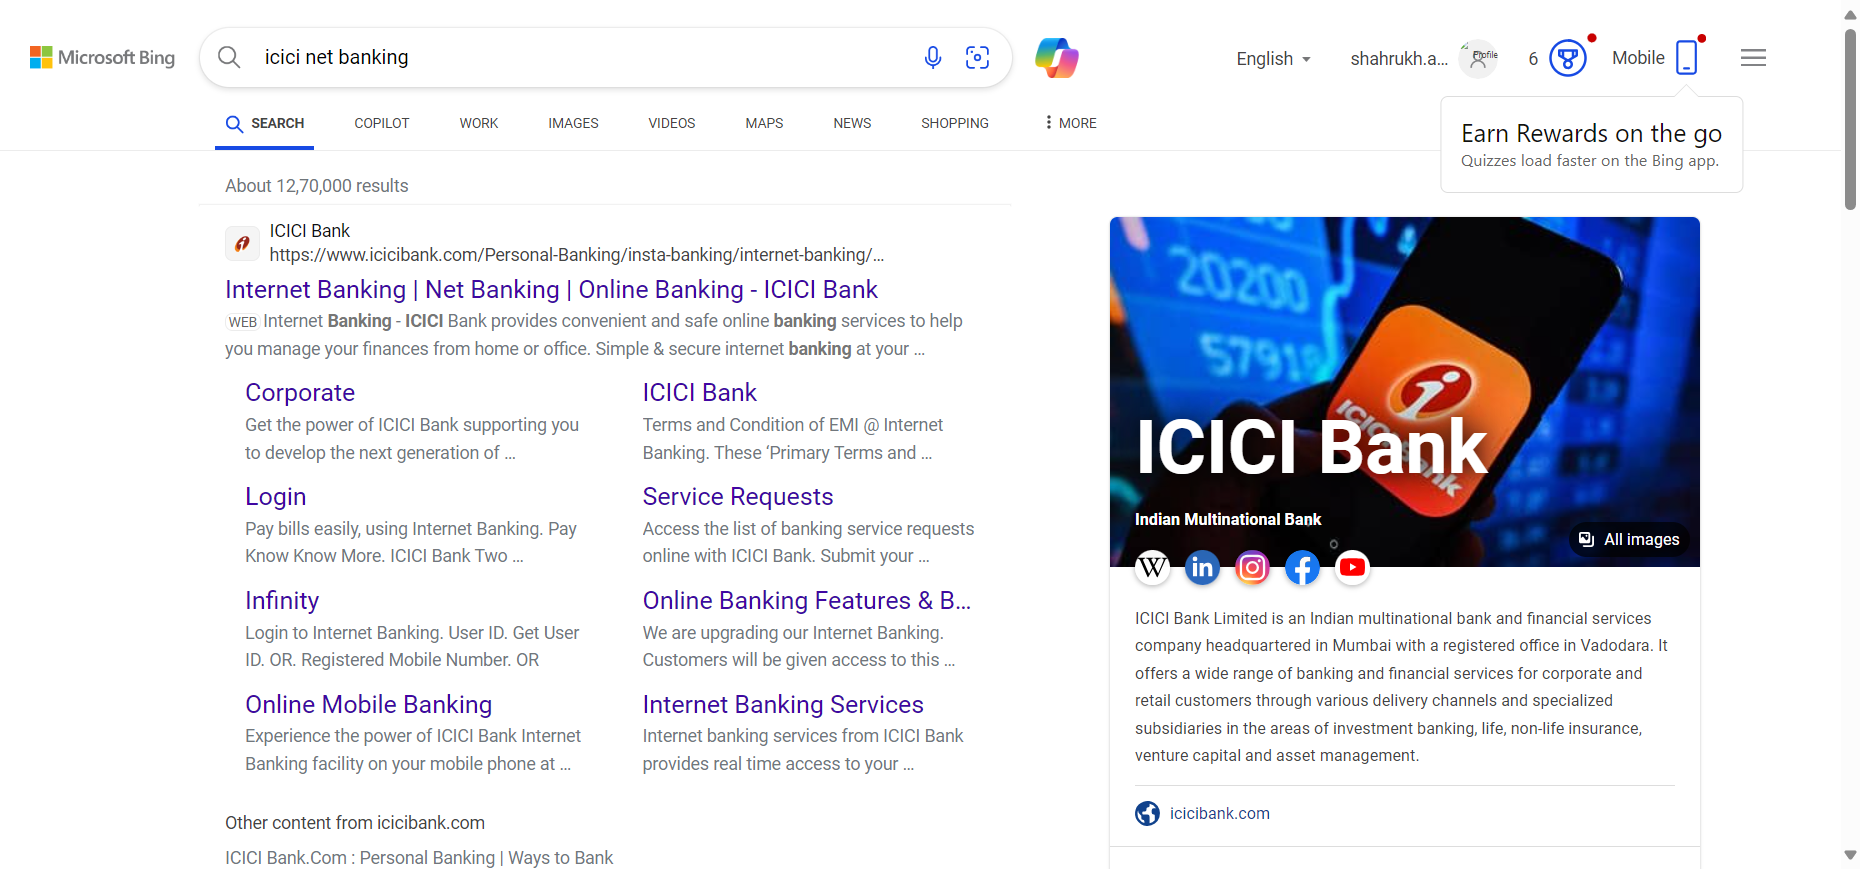 Microsoft Bing
icici net banking
English
shahrukh.a...
Profile
6
Mobile
SEARCH
COPILOT
WORK
IMAGES
VIDEOS
MAPS
NEWS
SHOPPING
MORE
Earn Rewards on the go
Quizzes load faster on the Bing app.
About 12,70,000 results
ICICI Bank
https://www.icicibank.com/Personal-Banking/insta-banking/internet-banking/...
Internet Banking | Net Banking | Online Banking - ICICI Bank
WEB Internet Banking - ICICI Bank provides convenient and safe online banking services to help
you manage your finances from home or office. Simple & secure internet banking at your ...
Corporate
Get the power of ICICI Bank supporting you
to develop the next generation of ...
ICICI Bank
Terms and Condition of EMI @ Internet
Banking. These ‘Primary Terms and ...
Login
Pay bills easily, using Internet Banking. Pay
Know Know More. ICICI Bank Two ...
Service Requests
Access the list of banking service requests
online with ICICI Bank. Submit your ...
Infinity
Login to Internet Banking. User ID. Get User
ID. OR. Registered Mobile Number. OR
Online Banking Features & B...
We are upgrading our Internet Banking.
Customers will be given access to this ...
Online Mobile Banking
Experience the power of ICICI Bank Internet
Banking facility on your mobile phone at ...
Internet Banking Services
Internet banking services from ICICI Bank
provides real time access to your ...
Other content from icicibank.com
ICICI Bank.Com : Personal Banking | Ways to Bank
20200
57918
ICICI Bank
ICICI Bank
Indian Multinational Bank
All images
W
in
ICICI Bank Limited is an Indian multinational bank and financial services
company headquartered in Mumbai with a registered office in Vadodara. It
offers a wide range of banking and financial services for corporate and
retail customers through various delivery channels and specialized
subsidiaries in the areas of investment banking, life, non-life insurance,
venture capital and asset management.
icicibank.com